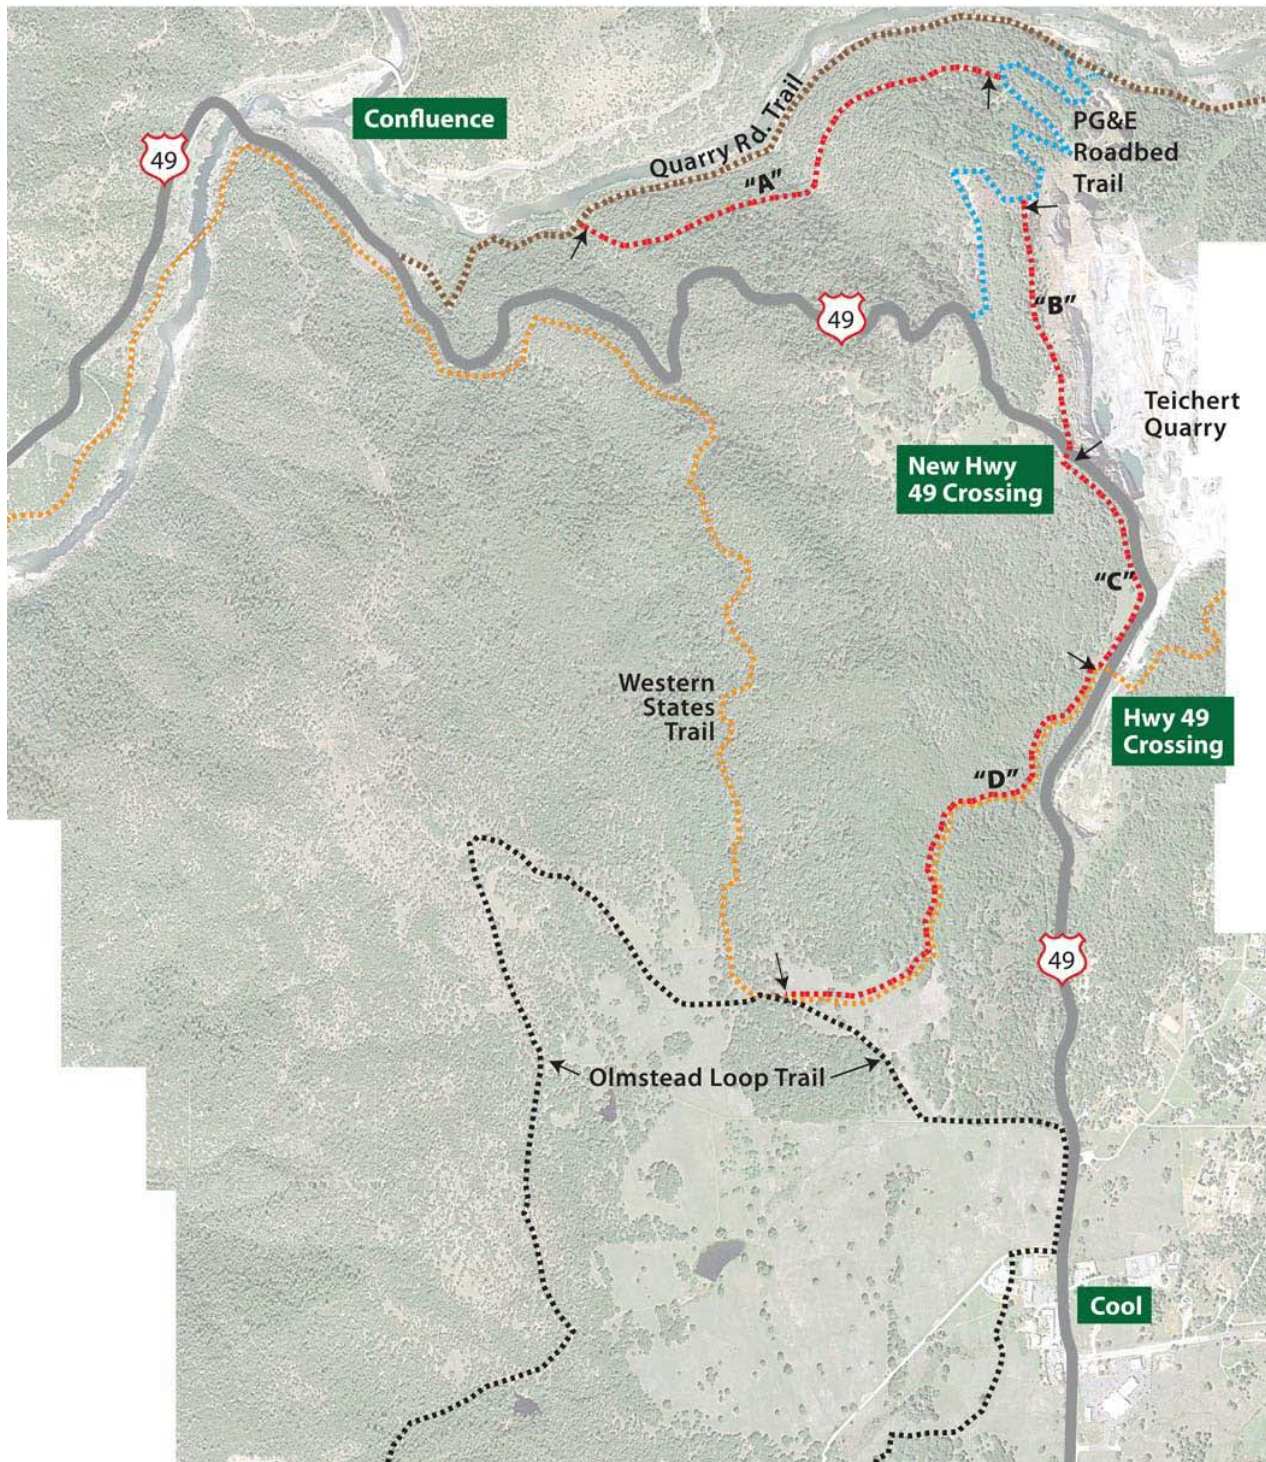 Confluence
49
Quarry Rd. Trail
"A"
PG&E
Roadbed
Trail
"B"
49
Teichert
Quarry
New Hwy
49 Crossing
"C"
Western
States
Trail
Hwy 49
Crossing
"D"
49
Olmstead Loop Trail
Cool